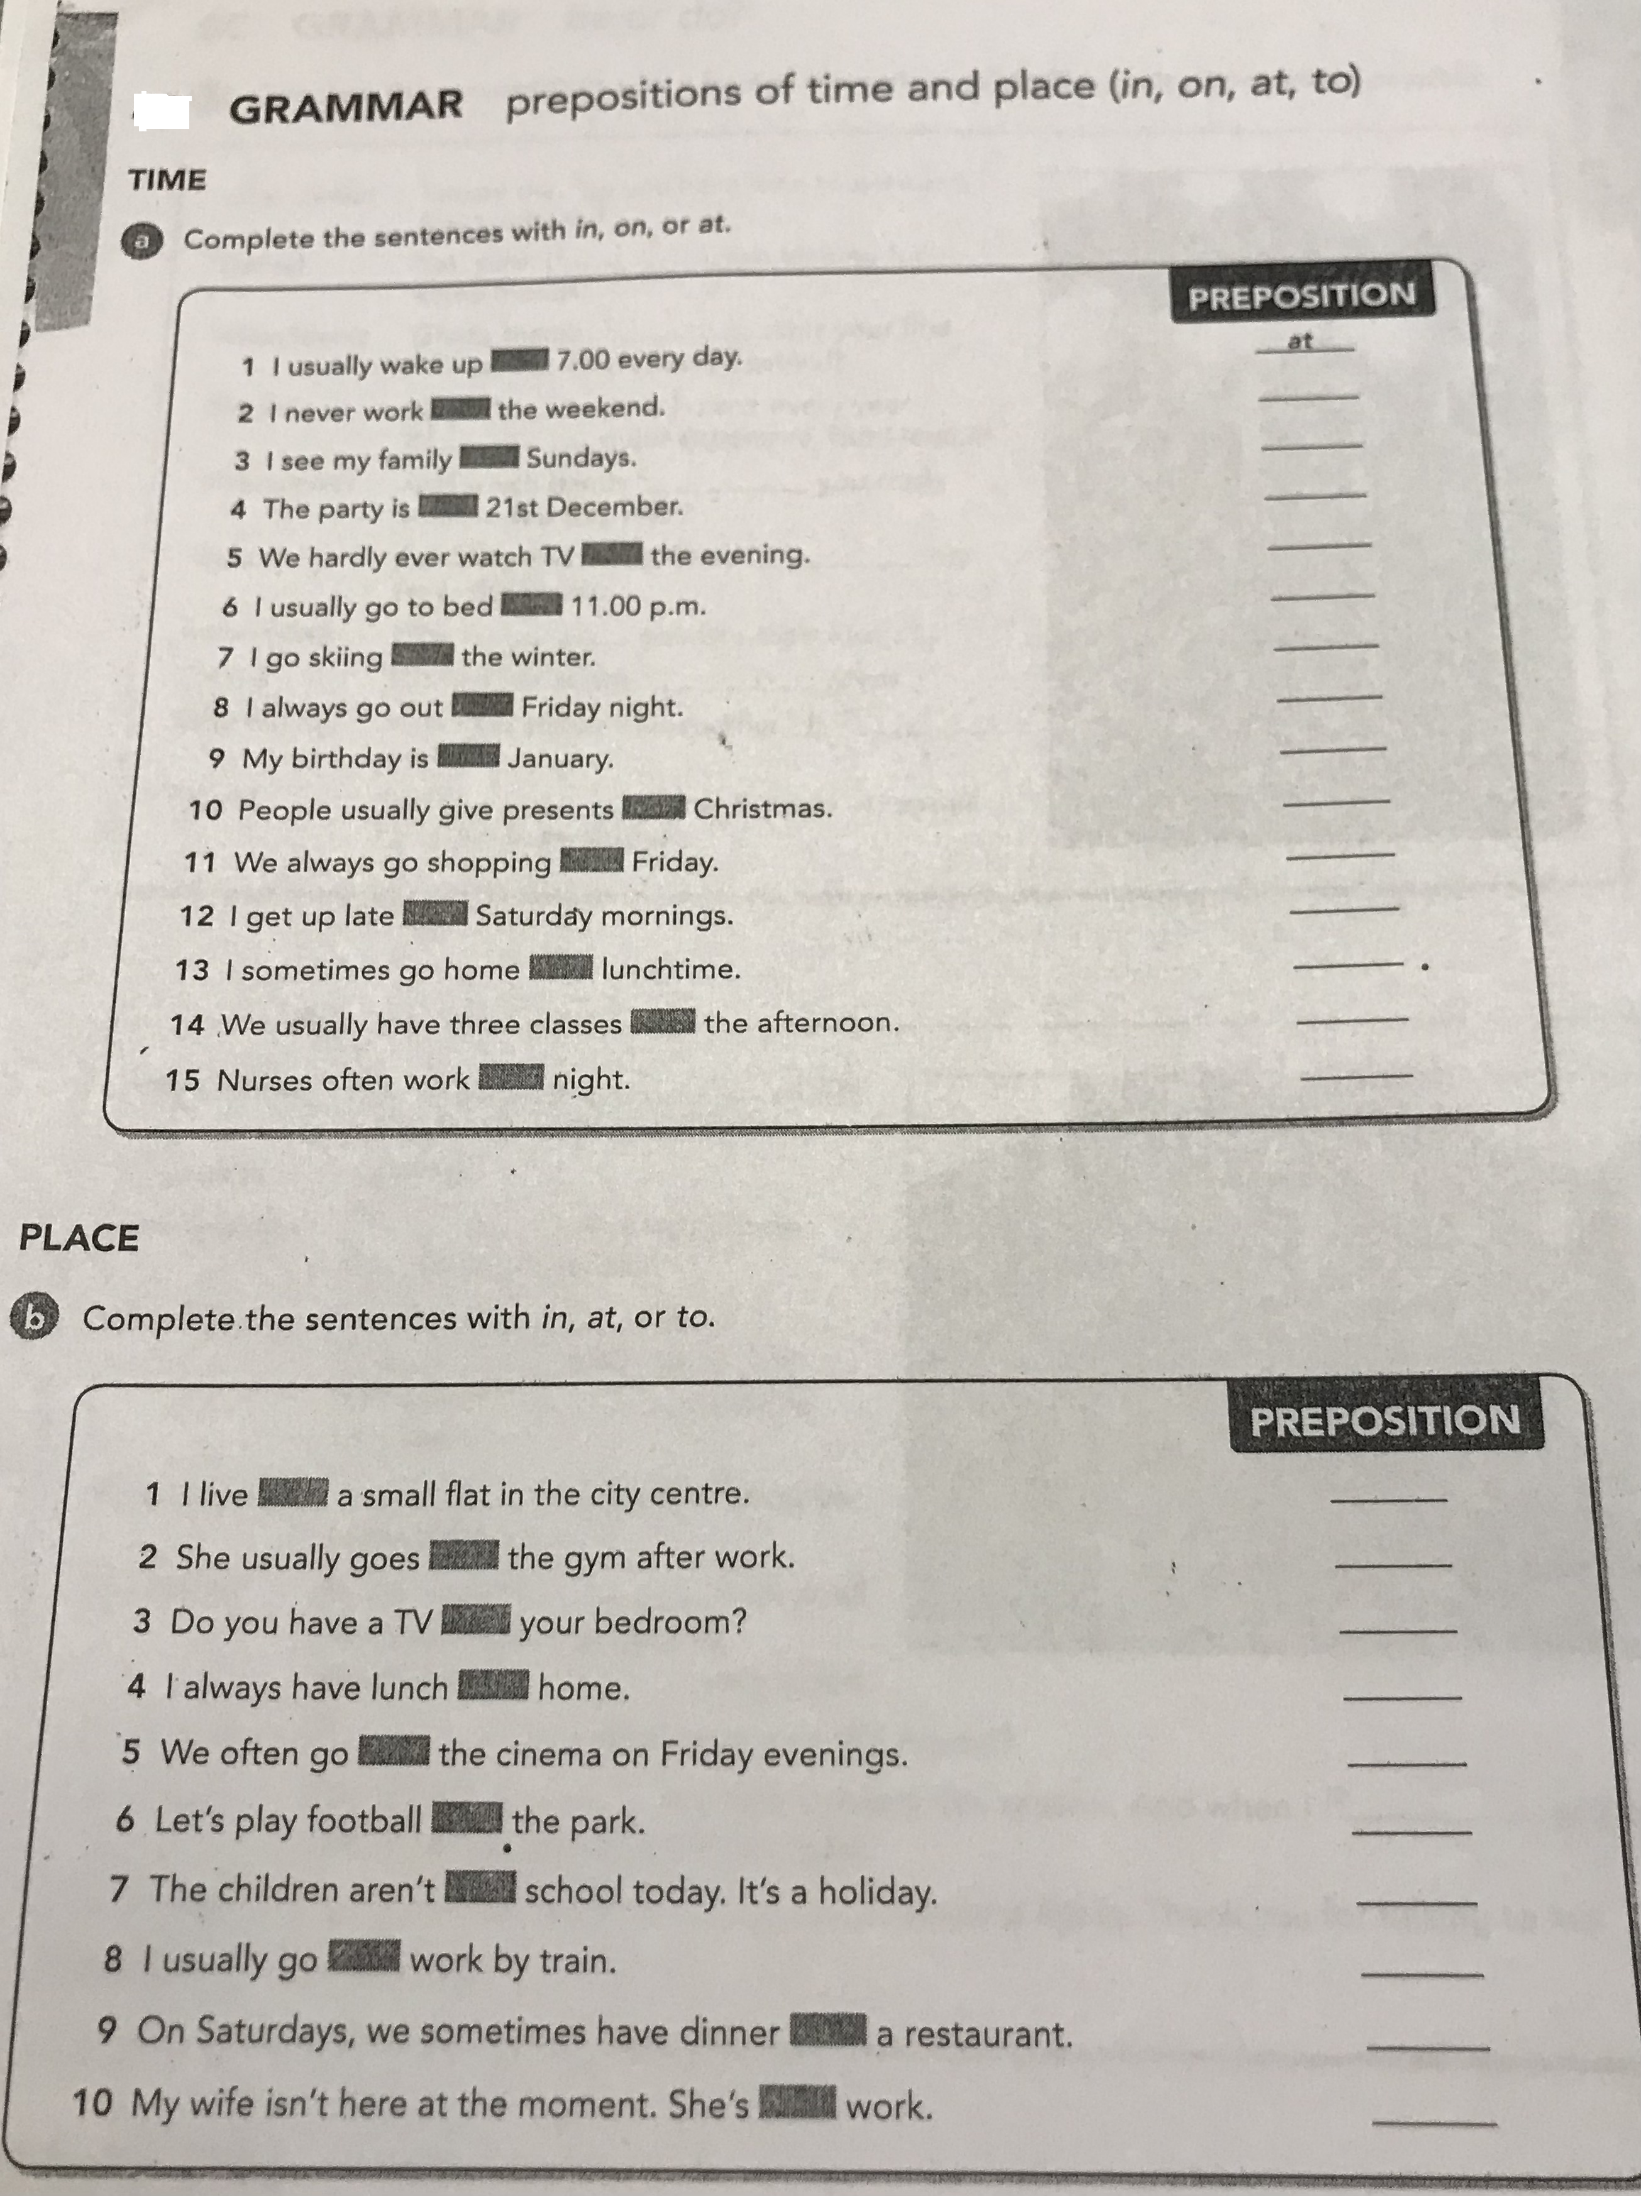 GRAMMAR prepositions of time and place (in, on, at, to)
TIME
a Complete the sentences with in, on, or at.
PREPOSITION
1 I usually wake up 7.00 every day. at
2 I never work the weekend.
3 I see my family Sundays.
4 The party is 21st December.
5 We hardly ever watch TV the evening.
6 I usually go to bed 11.00 p.m.
7 I go skiing the winter.
8 I always go out Friday night.
9 My birthday is January.
10 People usually give presents Christmas.
11 We always go shopping Friday.
12 I get up late Saturday mornings.
13 I sometimes go home lunchtime.
14 We usually have three classes the afternoon.
15 Nurses often work night.
PLACE
b Complete the sentences with in, at, or to.
PREPOSITION
1 I live a small flat in the city centre.
2 She usually goes the gym after work.
3 Do you have a TV your bedroom?
4 I always have lunch home.
5 We often go the cinema on Friday evenings.
6 Let's play football the park.
7 The children aren't school today. It's a holiday.
8 I usually go work by train.
9 On Saturdays, we sometimes have dinner a restaurant.
10 My wife isn't here at the moment. She's work.